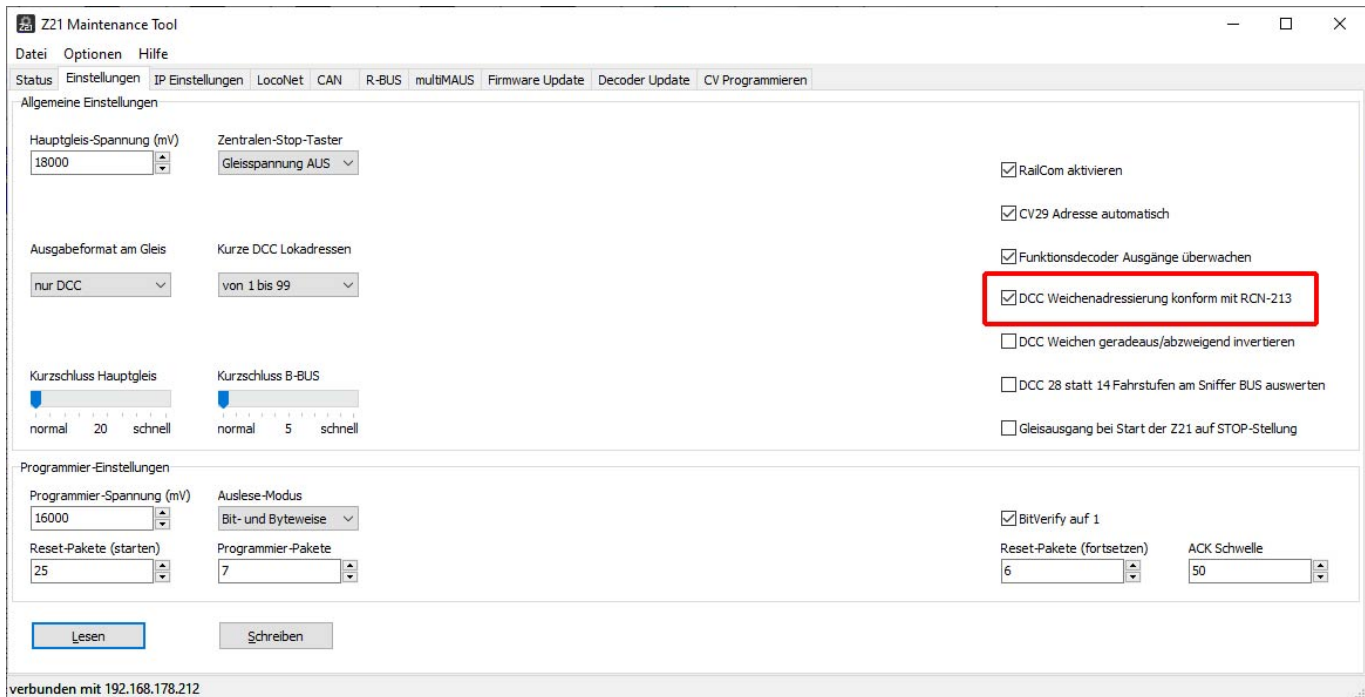 Z21 Maintenance Tool
Datei Optionen Hilfe
Status Einstellungen IP Einstellungen LocoNet CAN R-BUS multiMAUS Firmware Update Decoder Update CV Programmieren
Allgemeine Einstellungen
Hauptgleis-Spannung (mV) Zentralen-Stop-Taster
18000 Gleisspannung AUS
RailCom aktivieren
CV29 Adresse automatisch
Ausgabeformat am Gleis Kurze DCC Lokadressen
Funktionsdecoder Ausgänge überwachen
nur DCC von 1 bis 99
DCC Weichenadressierung konform mit RCN-213
DCC Weichen geradeaus/abzweigend invertieren
Kurzschluss Hauptgleis Kurzschluss B-BUS
DCC 28 statt 14 Fahrstufen am Sniffer BUS auswerten
normal 20 schnell normal 5 schnell
Gleisausgang bei Start der Z21 auf STOP-Stellung
Programmier-Einstellungen
Programmier-Spannung (mV) Auslese-Modus
16000 Bit- und Byteweise
BitVerify auf 1
Reset-Pakete (starten) Programmier-Pakete Reset-Pakete (fortsetzen) ACK Schwelle
25 7 6 50
Lesen Schreiben
verbunden mit 192.168.178.212